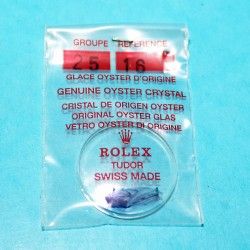 GROUPE REFERENCE
25 16
GLACE OYSTER D'ORIGINE
GENUINE OYSTER CRYSTAL
CRISTAL DE ORIGEN OYSTER
ORIGINAL OYSTER GLAS
VETRO OYSTER DI ORIGINE
ROLEX
TUDOR
SWISS MADE